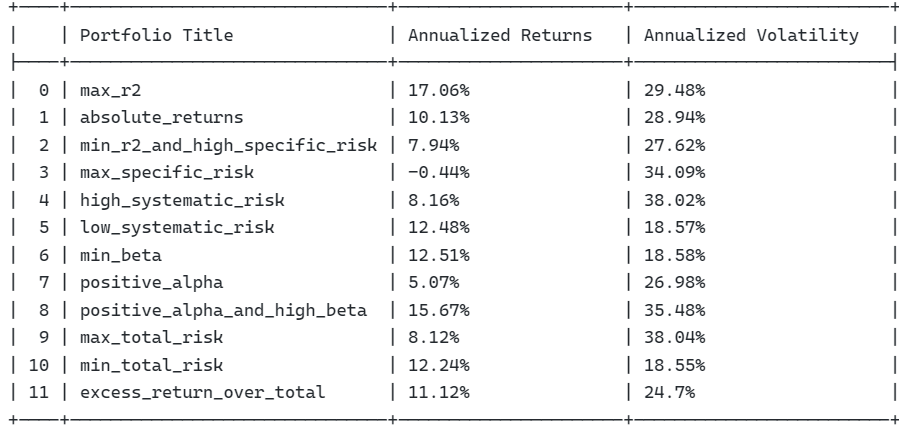 | | Portfolio Title | Annualized Returns | Annualized Volatility |
| 0 | max_r2 | 17.06% | 29.48% |
| 1 | absolute_returns | 10.13% | 28.94% |
| 2 | min_r2_and_high_specific_risk | 7.94% | 27.62% |
| 3 | max_specific_risk | −0.44% | 34.09% |
| 4 | high_systematic_risk | 8.16% | 38.02% |
| 5 | low_systematic_risk | 12.48% | 18.57% |
| 6 | min_beta | 12.51% | 18.58% |
| 7 | positive_alpha | 5.07% | 26.98% |
| 8 | positive_alpha_and_high_beta | 15.67% | 35.48% |
| 9 | max_total_risk | 8.12% | 38.04% |
| 10 | min_total_risk | 12.24% | 18.55% |
| 11 | excess_return_over_total | 11.12% | 24.7% |